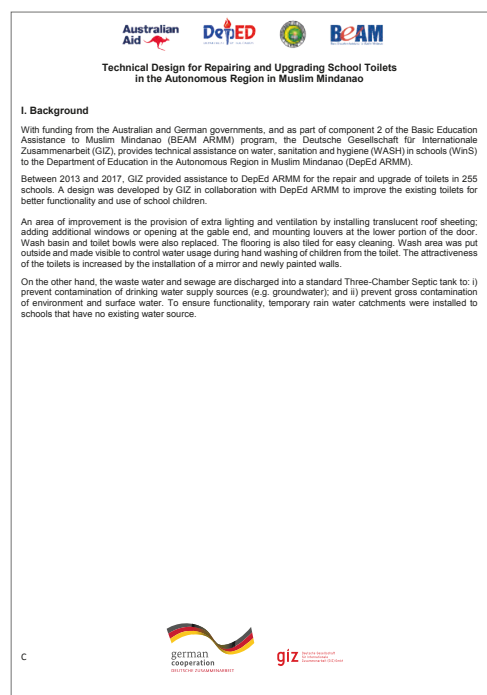 Australian
Aid
DepED
DEPARTMENT OF EDUCATION
BeAM
Technical Design for Repairing and Upgrading School Toilets
in the Autonomous Region in Muslim Mindanao
I. Background
With funding from the Australian and German governments, and as part of component 2 of the Basic Education
Assistance to Muslim Mindanao (BEAM ARMM) program, the Deutsche Gesellschaft für Internationale
Zusammenarbeit (GIZ), provides technical assistance on water, sanitation and hygiene (WASH) in schools (WinS)
to the Department of Education in the Autonomous Region in Muslim Mindanao (DepEd ARMM).
Between 2013 and 2017, GIZ provided assistance to DepEd ARMM for the repair and upgrade of toilets in 255
schools. A design was developed by GIZ in collaboration with DepEd ARMM to improve the existing toilets for
better functionality and use of school children.
An area of improvement is the provision of extra lighting and ventilation by installing translucent roof sheeting;
adding additional windows or opening at the gable end, and mounting louvers at the lower portion of the door.
Wash basin and toilet bowls were also replaced. The flooring is also tiled for easy cleaning. Wash area was put
outside and made visible to control water usage during hand washing of children from the toilet. The attractiveness
of the toilets is increased by the installation of a mirror and newly painted walls.
On the other hand, the waste water and sewage are discharged into a standard Three-Chamber Septic tank to: i)
prevent contamination of drinking water supply sources (e.g. groundwater); and ii) prevent gross contamination
of environment and surface water. To ensure functionality, temporary rain water catchments were installed to
schools that have no existing water source.
C
german
cooperation
DEUTSCHE ZUSAMMENARBEIT
giz
Deutsche Gesellschaft
für Internationale
Zusammenarbeit (GIZ) GmbH